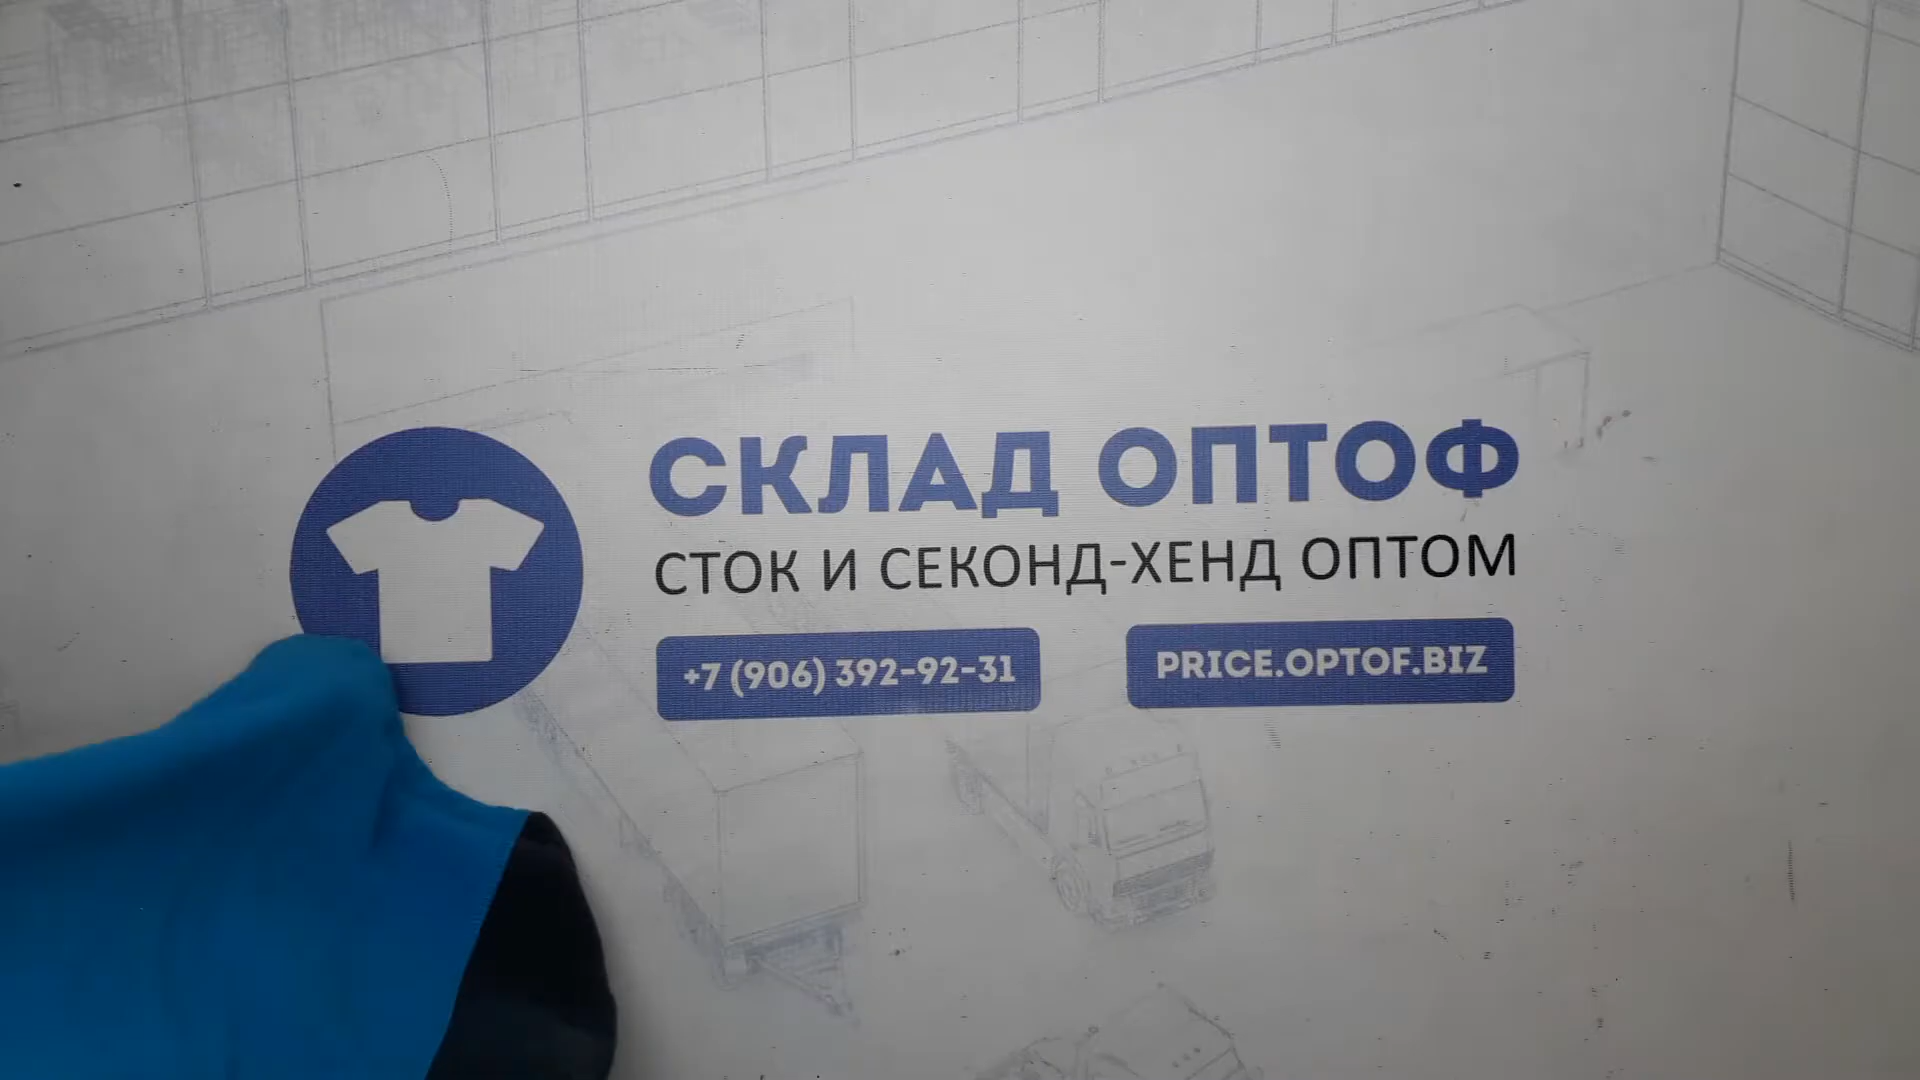 СКЛАД ОПТОФ
СТОК И СЕКОНД-ХЕНД ОПТОМ
+7 (906) 392-92-31
PRICE.OPTOF.BIZ